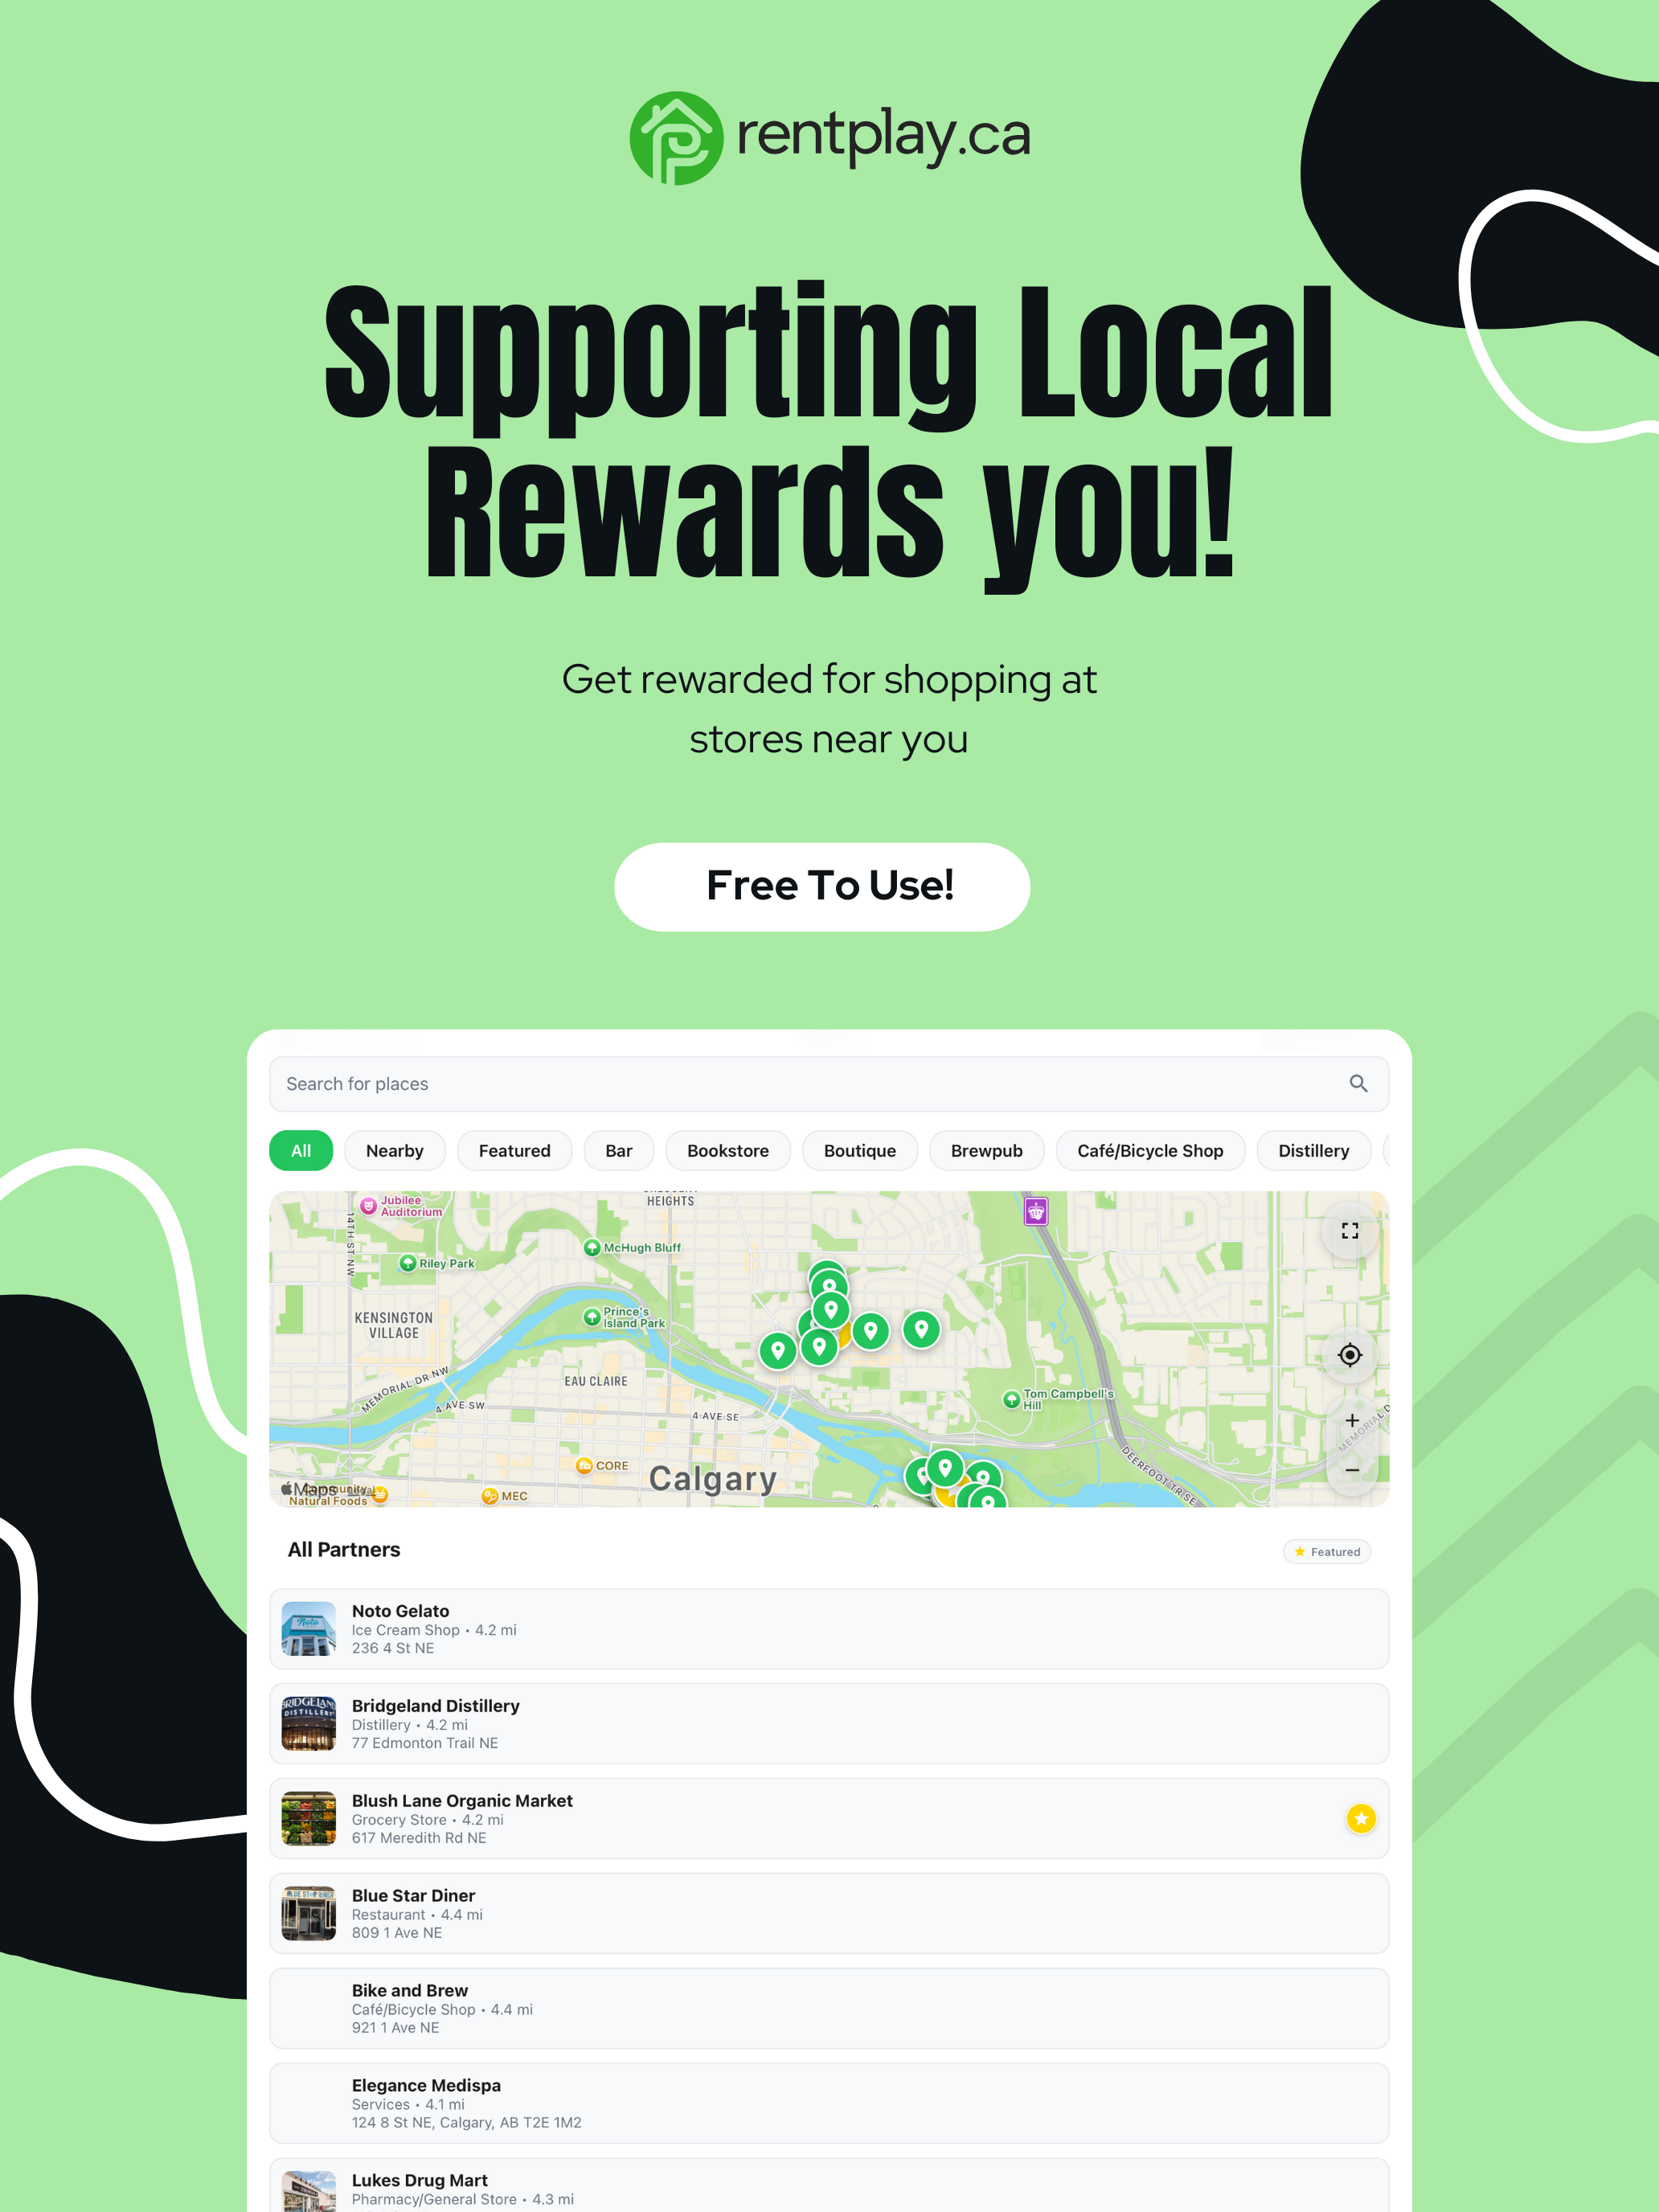 rentplay.ca
Supporting Local
Rewards you!
Get rewarded for shopping at
stores near you
Free To Use!
Search for places
All
Nearby
Featured
Bar
Bookstore
Boutique
Brewpub
Café/Bicycle Shop
Distillery
Jubilee
Auditorium
HEIGHTS
14TH ST NW
McHugh Bluff
Riley Park
KENSINGTON
VILLAGE
Prince's
Island Park
MEMORIAL DR NW
EAU CLAIRE
4 AVE SW
4 AVE SE
Tom Campbell's
Hill
MEMORIAL D
DEERFOOT TR SE
CORE
Calgary
Maps
Community
Natural Foods
MEC
All Partners
Featured
Noto Gelato
Ice Cream Shop • 4.2 mi
236 4 St NE
BRIDGELAND
DISTILLERY
Bridgeland Distillery
Distillery • 4.2 mi
77 Edmonton Trail NE
Blush Lane Organic Market
Grocery Store • 4.2 mi
617 Meredith Rd NE
BLUE STAR DINER
Blue Star Diner
Restaurant • 4.4 mi
809 1 Ave NE
Bike and Brew
Café/Bicycle Shop • 4.4 mi
921 1 Ave NE
Elegance Medispa
Services • 4.1 mi
124 8 St NE, Calgary, AB T2E 1M2
Lukes Drug Mart
Pharmacy/General Store • 4.3 mi